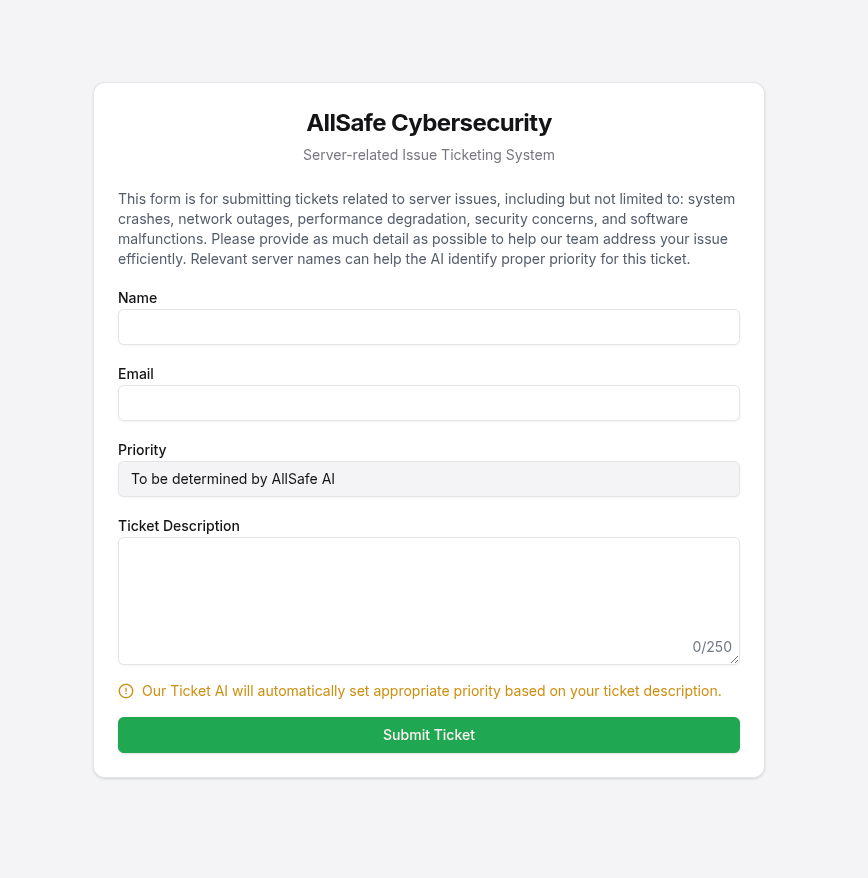 AllSafe Cybersecurity
Server-related Issue Ticketing System
This form is for submitting tickets related to server issues, including but not limited to: system
crashes, network outages, performance degradation, security concerns, and software
malfunctions. Please provide as much detail as possible to help our team address your issue
efficiently. Relevant server names can help the AI identify proper priority for this ticket.
Name
Email
Priority
To be determined by AllSafe AI
Ticket Description
0/250
Our Ticket AI will automatically set appropriate priority based on your ticket description.
Submit Ticket